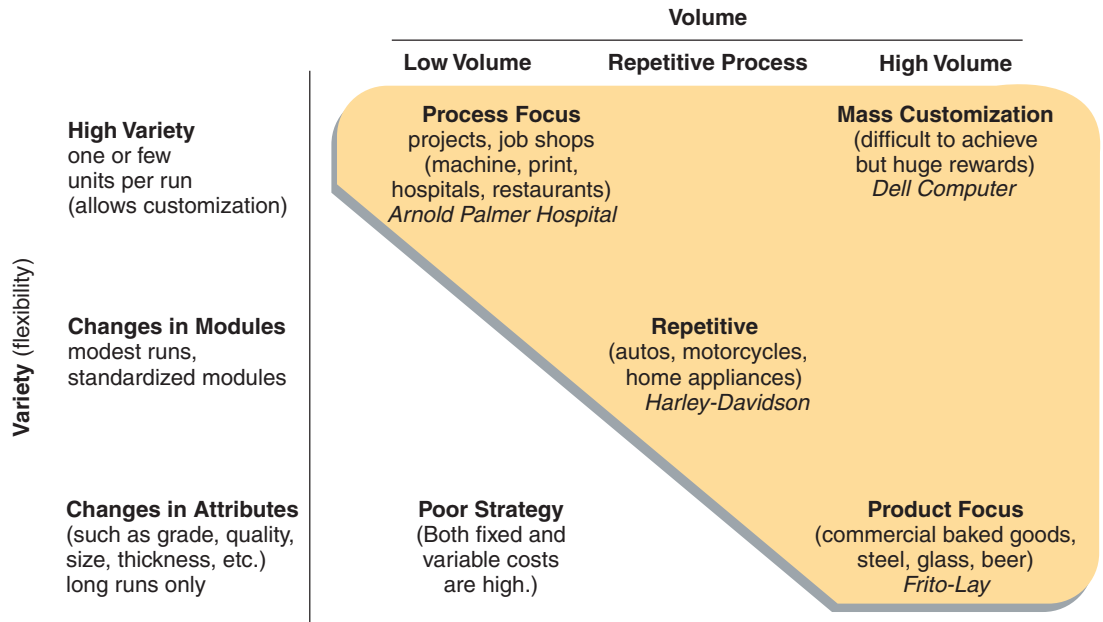 Volume
Low Volume
Repetitive Process
High Volume
Variety (flexibility)
High Variety
one or few
units per run
(allows customization)
Process Focus
projects, job shops
(machine, print,
hospitals, restaurants)
Arnold Palmer Hospital
Mass Customization
(difficult to achieve
but huge rewards)
Dell Computer
Changes in Modules
modest runs,
standardized modules
Repetitive
(autos, motorcycles,
home appliances)
Harley-Davidson
Changes in Attributes
(such as grade, quality,
size, thickness, etc.)
long runs only
Poor Strategy
(Both fixed and
variable costs
are high.)
Product Focus
(commercial baked goods,
steel, glass, beer)
Frito-Lay